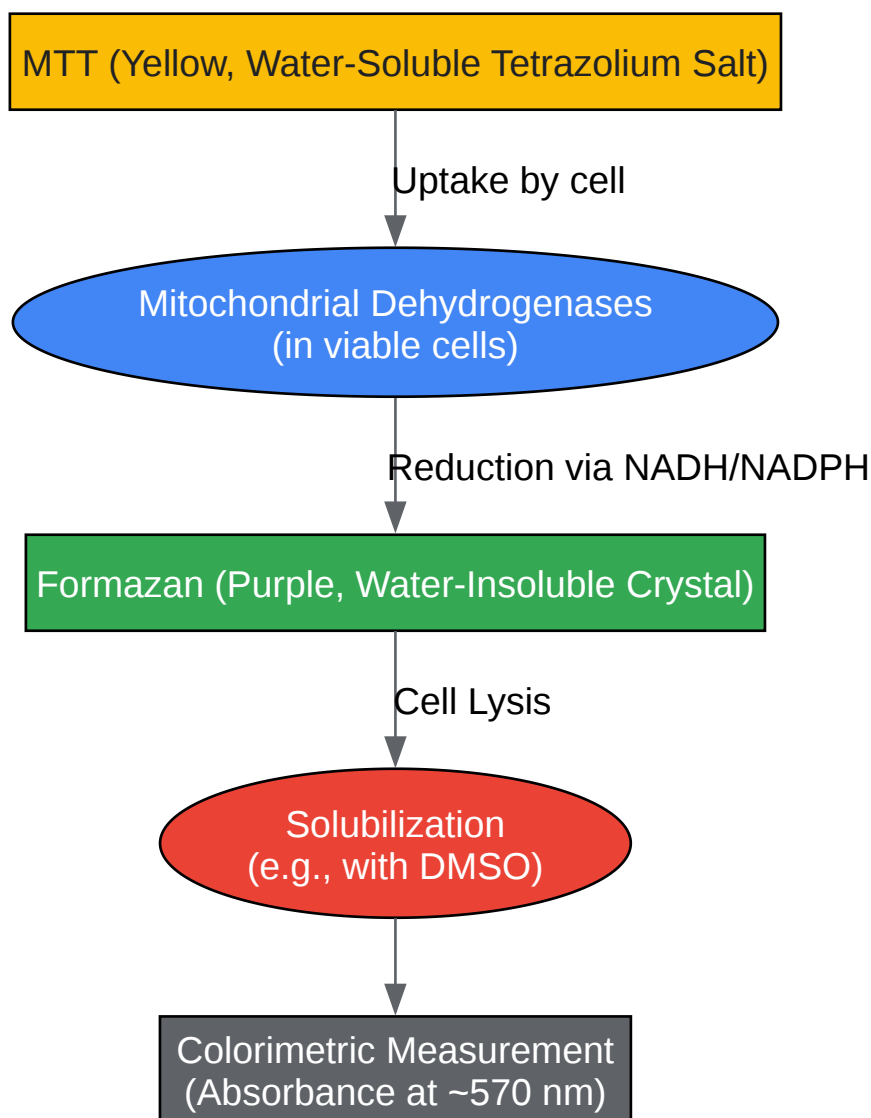 MTT (Yellow, Water-Soluble Tetrazolium Salt)
Uptake by cell
Mitochondrial Dehydrogenases
(in viable cells)
Reduction via NADH/NADPH
Formazan (Purple, Water-Insoluble Crystal)
Cell Lysis
Solubilization
(e.g., with DMSO)
Colorimetric Measurement
(Absorbance at ~570 nm)